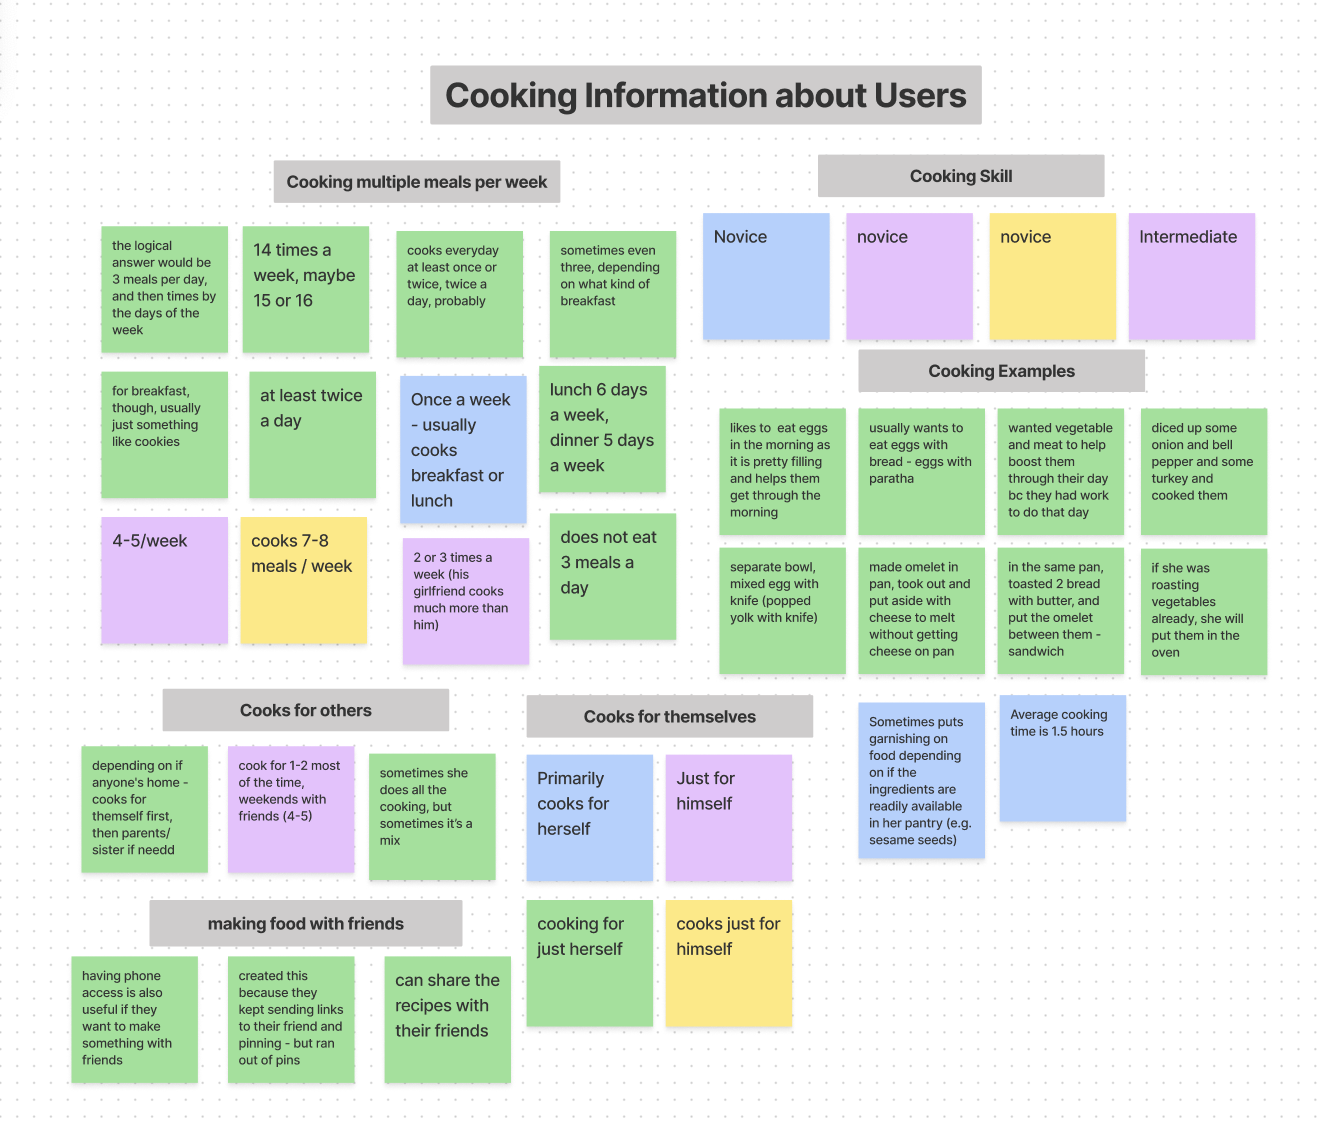 Cooking Information about Users
Cooking multiple meals per week
the logical
answer would be
3 meals per day,
and then times by
the days of the
week
14 times a
week, maybe
15 or 16
cooks everyday
at least once or
twice, twice a
day, probably
sometimes even
three, depending
on what kind of
breakfast
for breakfast,
though, usually
just something
like cookies
at least twice
a day
Once a week
- usually
cooks
breakfast or
lunch
lunch 6 days
a week,
dinner 5 days
a week
4-5/week
cooks 7-8
meals / week
2 or 3 times a
week (his
girlfriend cooks
much more than
him)
does not eat
3 meals a
day
Cooking Skill
Novice
novice
novice
Intermediate
Cooking Examples
likes to eat eggs
in the morning as
it is pretty filling
and helps them
get through the
morning
usually wants to
eat eggs with
bread - eggs with
paratha
wanted vegetable
and meat to help
boost them
through their day
bc they had work
to do that day
diced up some
onion and bell
pepper and some
turkey and
cooked them
separate bowl,
mixed egg with
knife (popped
yolk with knife)
made omelet in
pan, took out and
put aside with
cheese to melt
without getting
cheese on pan
in the same pan,
toasted 2 bread
with butter, and
put the omelet
between them -
sandwich
if she was
roasting
vegetables
already, she will
put them in the
oven
Sometimes puts
garnishing on
food depending
on if the
ingredients are
readily available
in her pantry (e.g.
sesame seeds)
Average cooking
time is 1.5 hours
Cooks for others
depending on if
anyone's home -
cooks for
themself first,
then parents/
sister if needd
cook for 1-2 most
of the time,
weekends with
friends (4-5)
sometimes she
does all the
cooking, but
sometimes it's a
mix
Cooks for themselves
Primarily
cooks for
herself
Just for
himself
cooking for
just herself
cooks just for
himself
making food with friends
having phone
access is also
useful if they
want to make
something with
friends
created this
because they
kept sending links
to their friend and
pinning - but ran
out of pins
can share the
recipes with
their friends